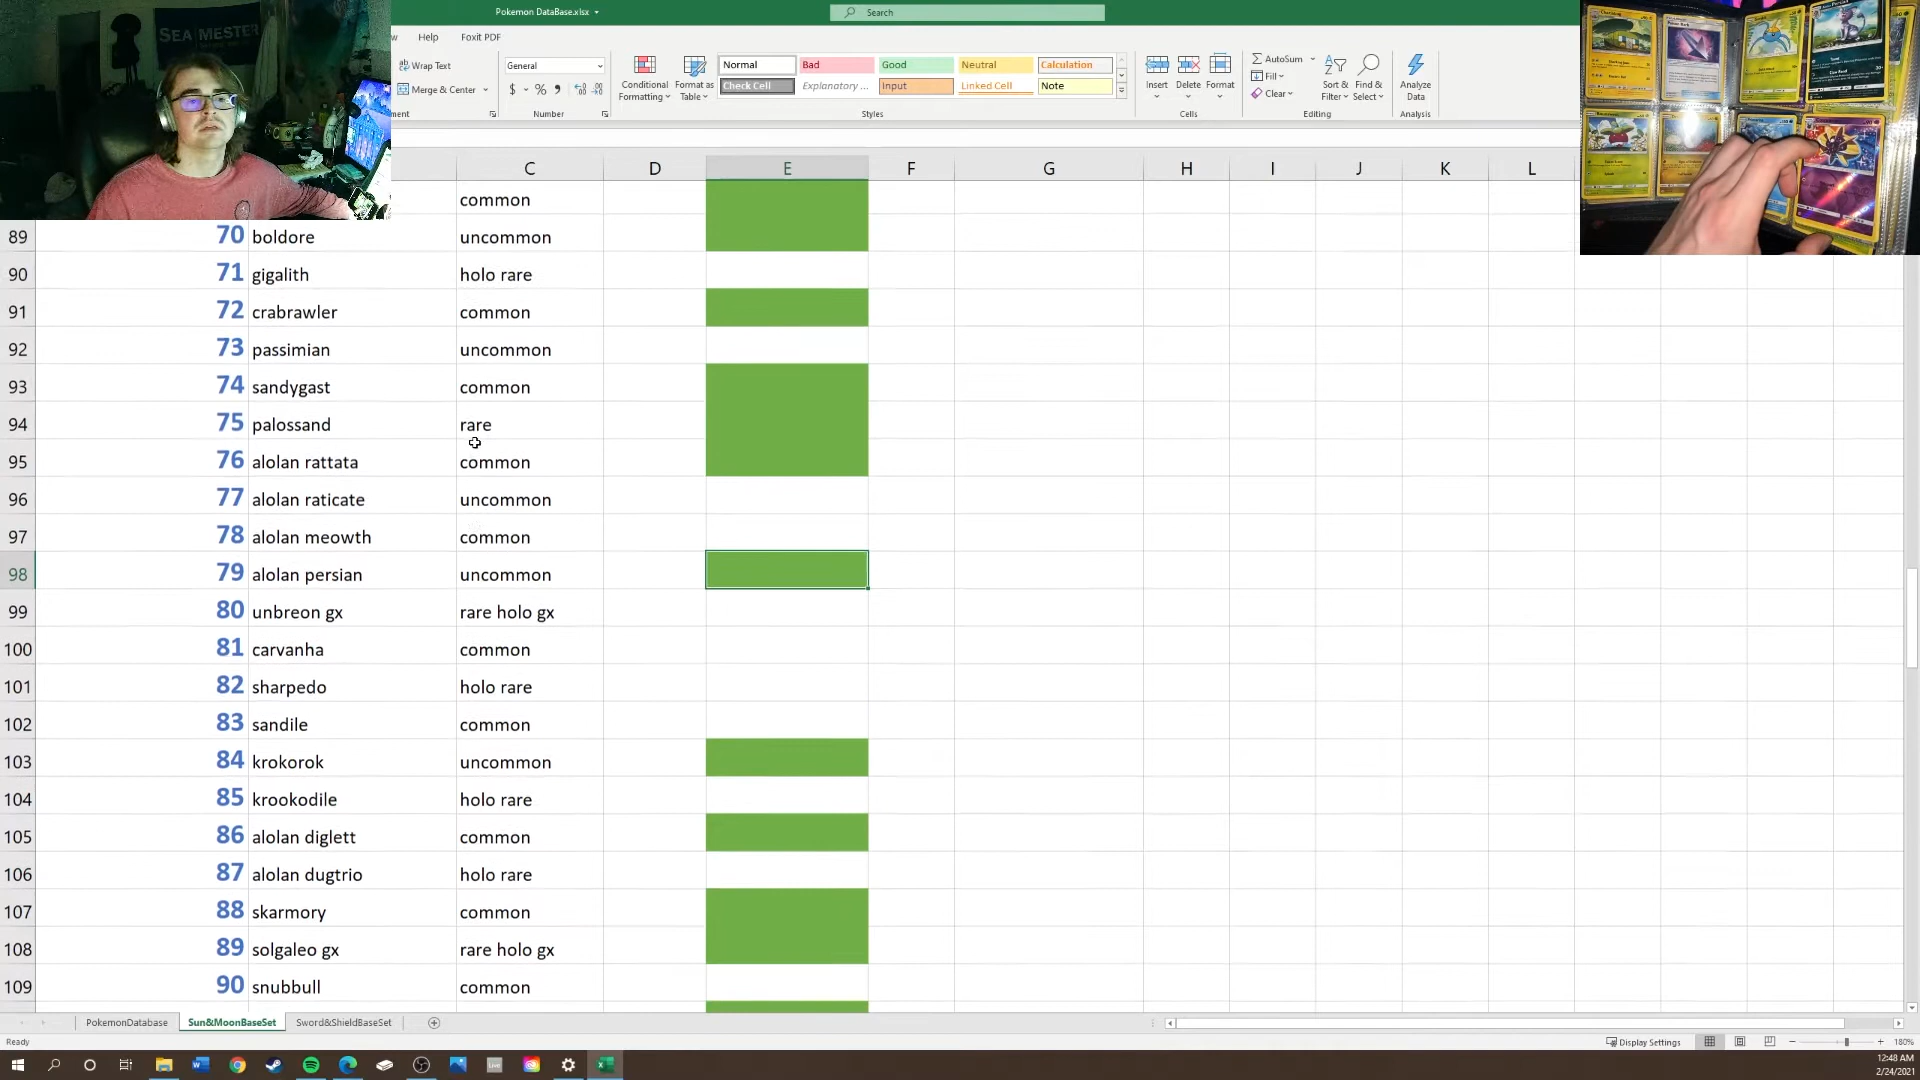 Pokemon DataBase.xlsx
Search
SEA MESTER
Help
Foxit PDF
Wrap Text
Merge & Center
General
$ % ,
Number
Conditional Formatting
Format as Table
Normal
Bad
Good
Neutral
Calculation
Check Cell
Explanatory ...
Input
Linked Cell
Note
Styles
Insert
Delete
Format
Cells
AutoSum
Fill
Clear
Sort & Filter
Find & Select
Editing
Analyze Data
Analysis
C D E F G H I J K L
common
89 70 boldore uncommon
90 71 gigalith holo rare
91 72 crabrawler common
92 73 passimian uncommon
93 74 sandygast common
94 75 palossand rare
95 76 alolan rattata common
96 77 alolan raticate uncommon
97 78 alolan meowth common
98 79 alolan persian uncommon
99 80 unbreon gx rare holo gx
100 81 carvanha common
101 82 sharpedo holo rare
102 83 sandile common
103 84 krokorok uncommon
104 85 krookodile holo rare
105 86 alolan diglett common
106 87 alolan dugtrio holo rare
107 88 skarmory common
108 89 solgaleo gx rare holo gx
109 90 snubbull common
PokemonDatabase
Sun&MoonBaseSet
Sword&ShieldBaseSet
Ready
Display Settings
180%
12:48 AM
2/24/2021